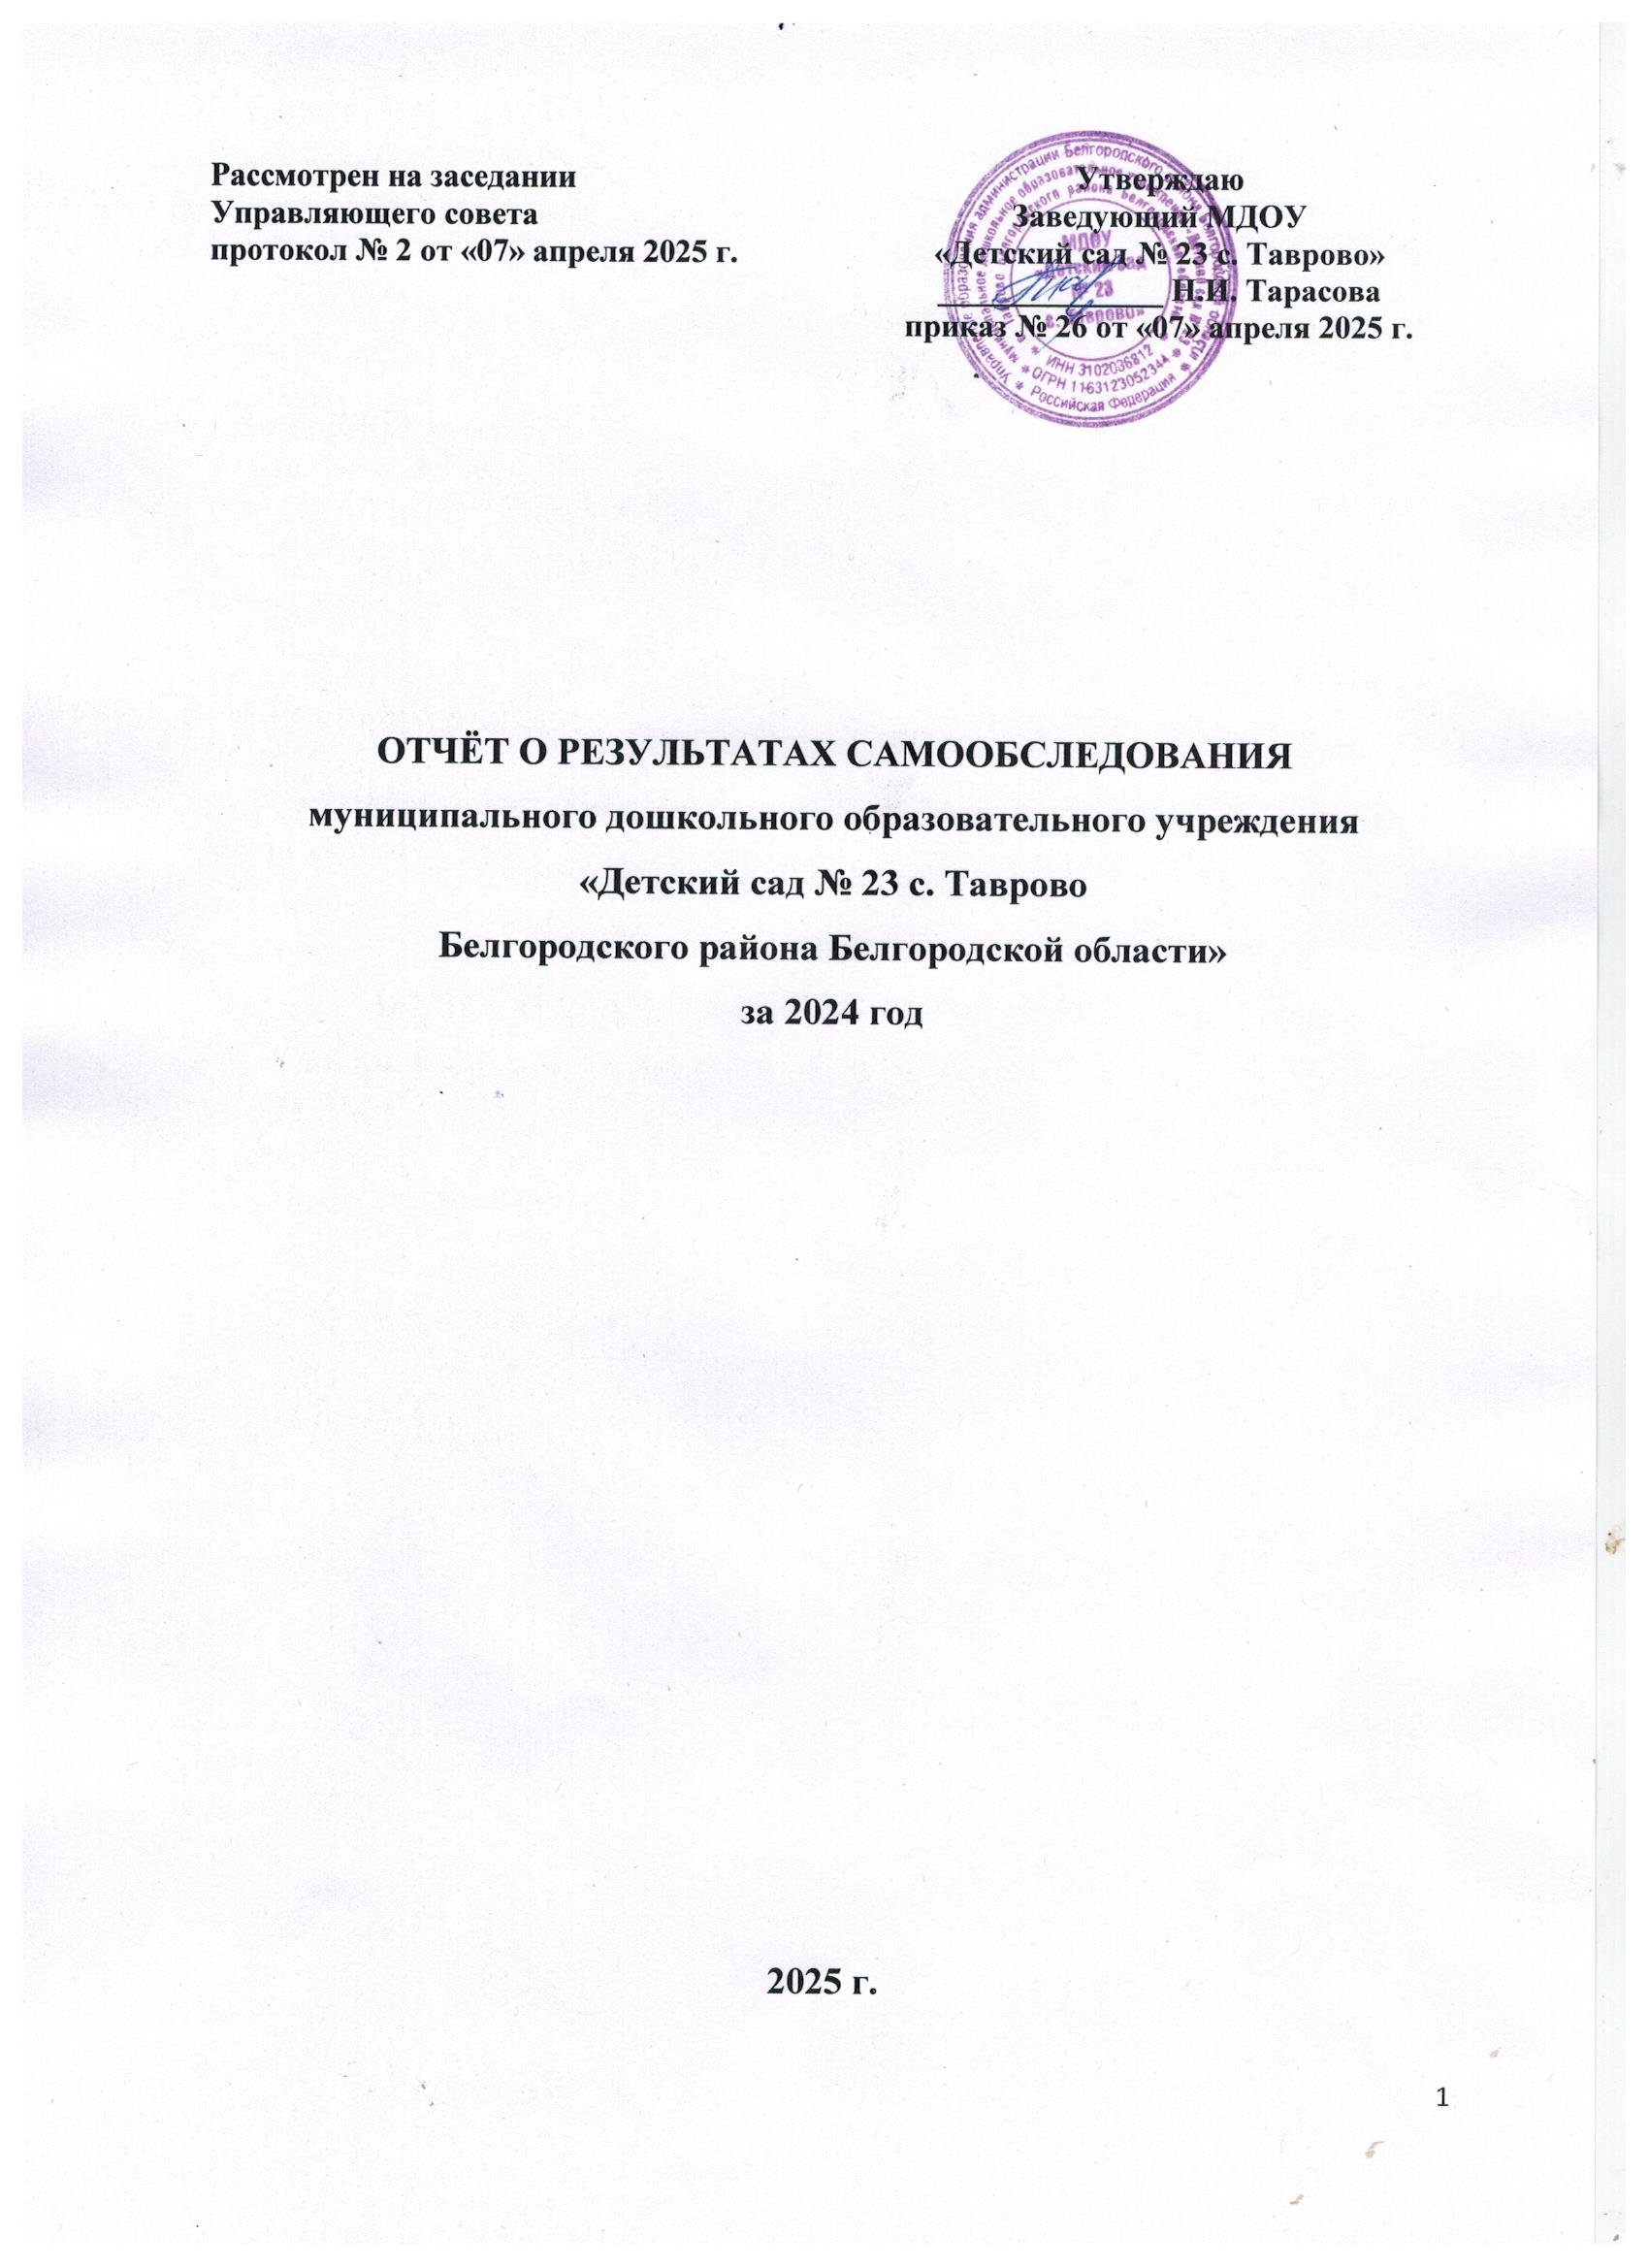 Рассмотрен на заседании
Управляющего совета
протокол № 2 от «07» апреля 2025 г.
Утверждаю
Заведующий МДОУ
«Детский сад № 23 с. Таврово»
Н.И. Тарасова
приказ № 26 от «07» апреля 2025 г.
МДОУ
ИНН 3102036812
ОГРН 1163123052344
Российская Федерация
ОТЧЁТ О РЕЗУЛЬТАТАХ САМООБСЛЕДОВАНИЯ
муниципального дошкольного образовательного учреждения
«Детский сад № 23 с. Таврово
Белгородского района Белгородской области»
за 2024 год
2025 г.
1